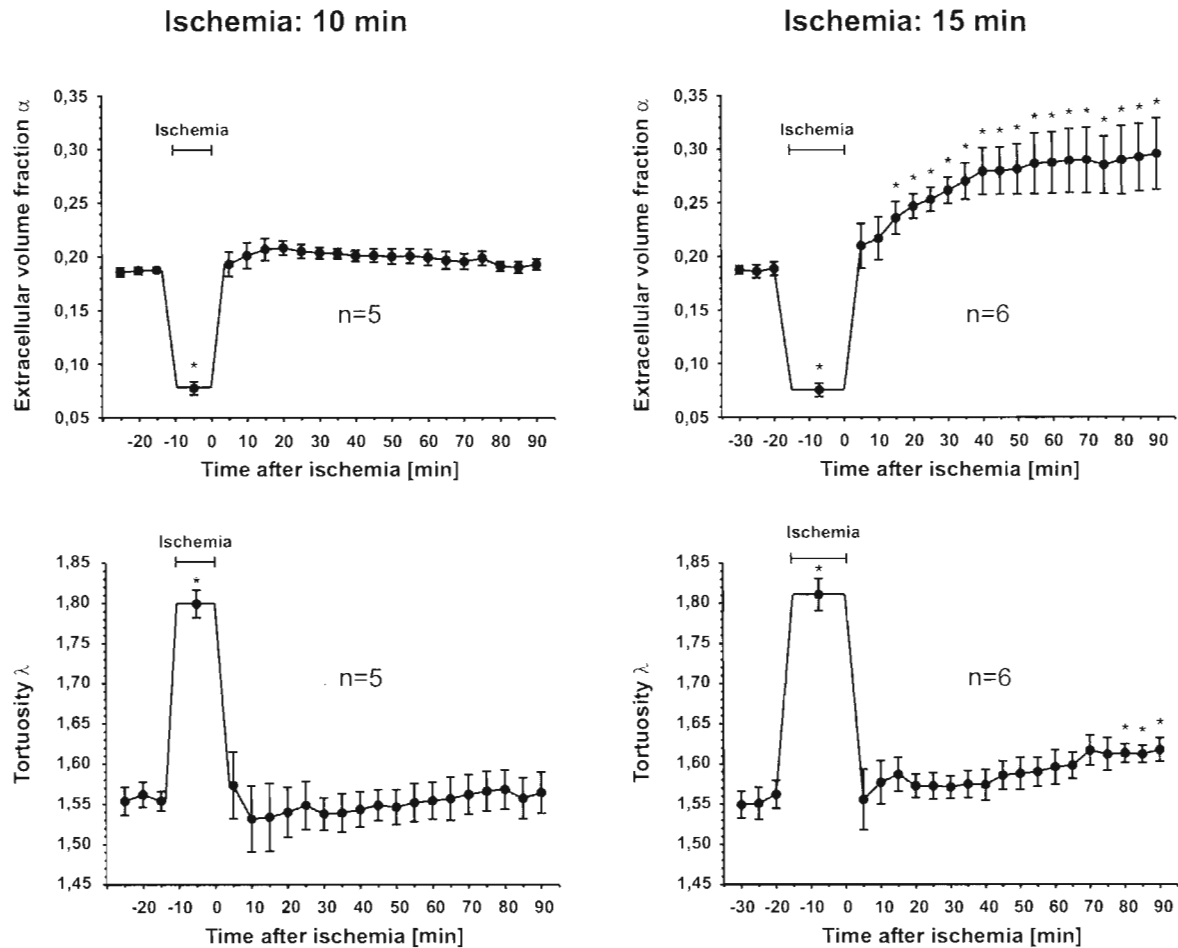 Ischemia: 10 min
Ischemia: 15 min
Extracellular volume fraction α
0,35
0,30
0,25
0,20
0,15
0,10
0,05
Ischemia
*
n=5
-20 -10 0 10 20 30 40 50 60 70 80 90
Time after ischemia [min]
Extracellular volume fraction α
0,35
0,30
0,25
0,20
0,15
0,10
0,05
Ischemia
* * * * * * * * * * * * * * * *
*
n=6
-30 -20 -10 0 10 20 30 40 50 60 70 80 90
Time after ischemia [min]
Tortuosity λ
1,85
1,80
1,75
1,70
1,65
1,60
1,55
1,50
1,45
Ischemia
*
n=5
-20 -10 0 10 20 30 40 50 60 70 80 90
Time after ischemia [min]
Tortuosity λ
1,85
1,80
1,75
1,70
1,65
1,60
1,55
1,50
1,45
Ischemia
*
n=6
* * *
-30 -20 -10 0 10 20 30 40 50 60 70 80 90
Time after ischemia [min]